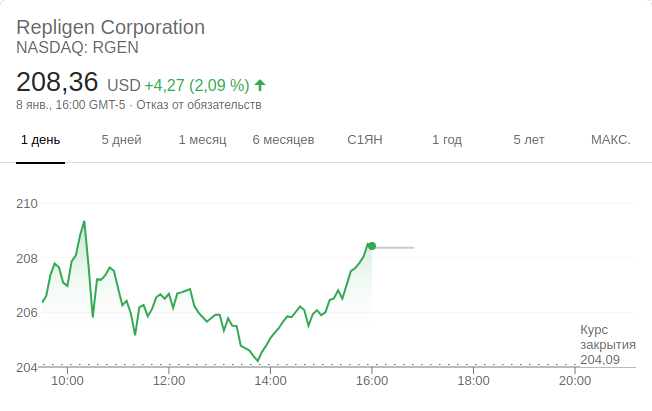 Repligen Corporation
NASDAQ: RGEN
208,36 USD +4,27 (2,09 %)
8 янв., 16:00 GMT-5 · Отказ от обязательств
1 день 5 дней 1 месяц 6 месяцев С1ЯН 1 год 5 лет МАКС.
210
208
206
204
Курс
закрытия
204,09
10:00 12:00 14:00 16:00 18:00 20:00